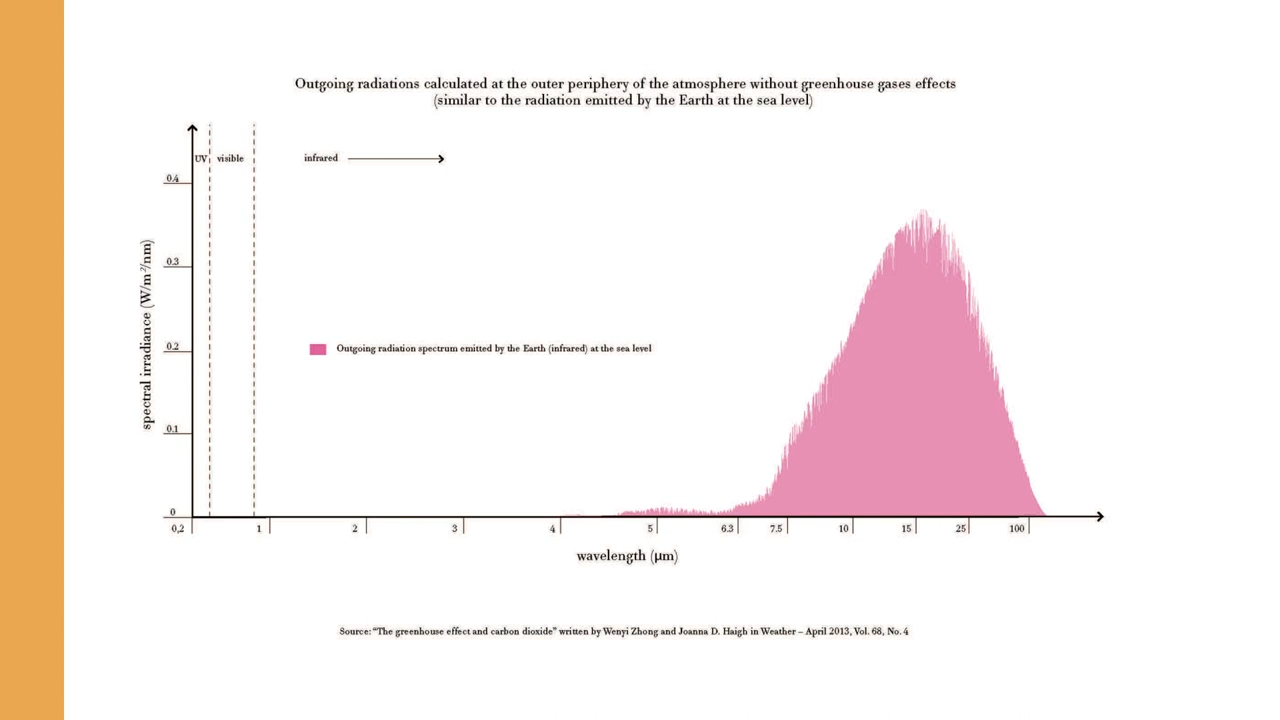 Outgoing radiations calculated at the outer periphery of the atmosphere without greenhouse gases effects
(similar to the radiation emitted by the Earth at the sea level)
UV visible infrared
0.4
0.3
0.2
0.1
0
spectral irradiance (W/m²/nm)
Outgoing radiation spectrum emitted by the Earth (infrared) at the sea level
0,2 1 2 3 4 5 6.3 7.5 10 15 25 100
wavelength (µm)
Source: “The greenhouse effect and carbon dioxide” written by Wenyi Zhong and Joanna D. Haigh in Weather – April 2013, Vol. 68, No. 4